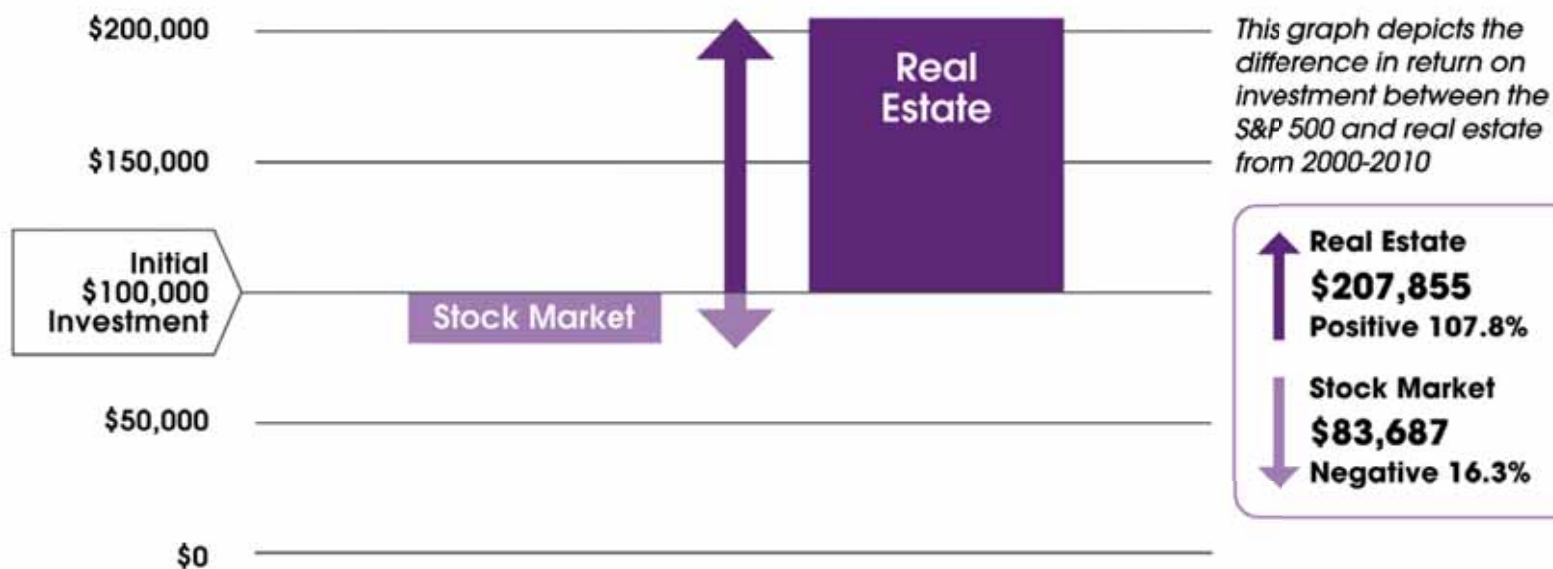 $200,000
$150,000
Initial
$100,000
Investment
$50,000
$0
Real
Estate
Stock Market
This graph depicts the
difference in return on
investment between the
S&P 500 and real estate
from 2000-2010
Real Estate
$207,855
Positive 107.8%
Stock Market
$83,687
Negative 16.3%